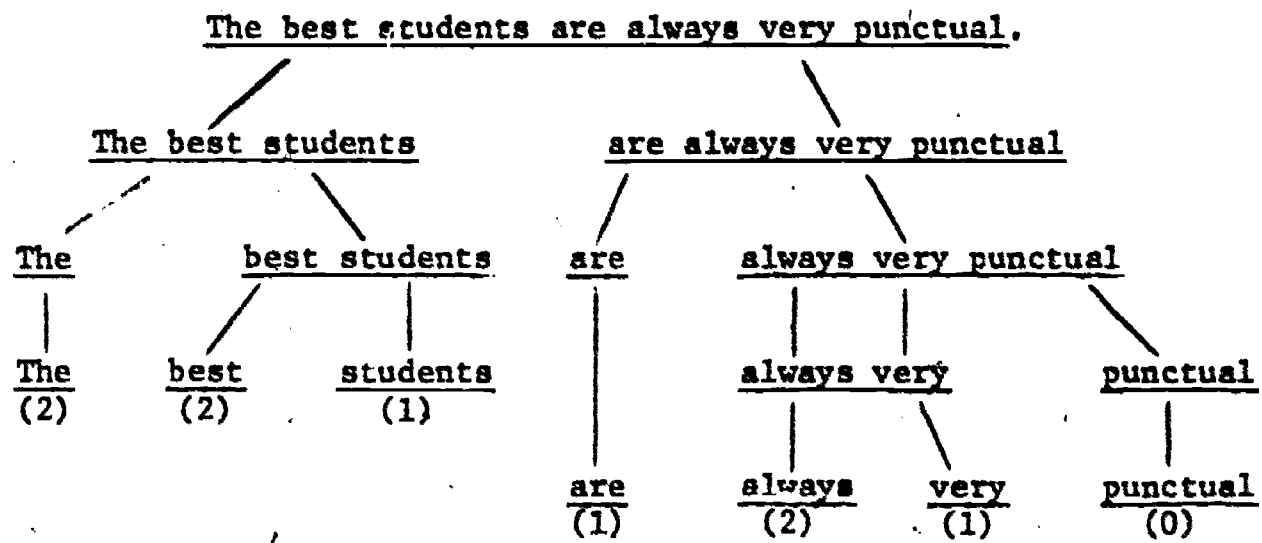 The best students are always very punctual.
The best students are always very punctual
The best students are always very punctual
The best students always very punctual
(2) (2) (1)
are always very punctual
(1) (2) (1) (0)